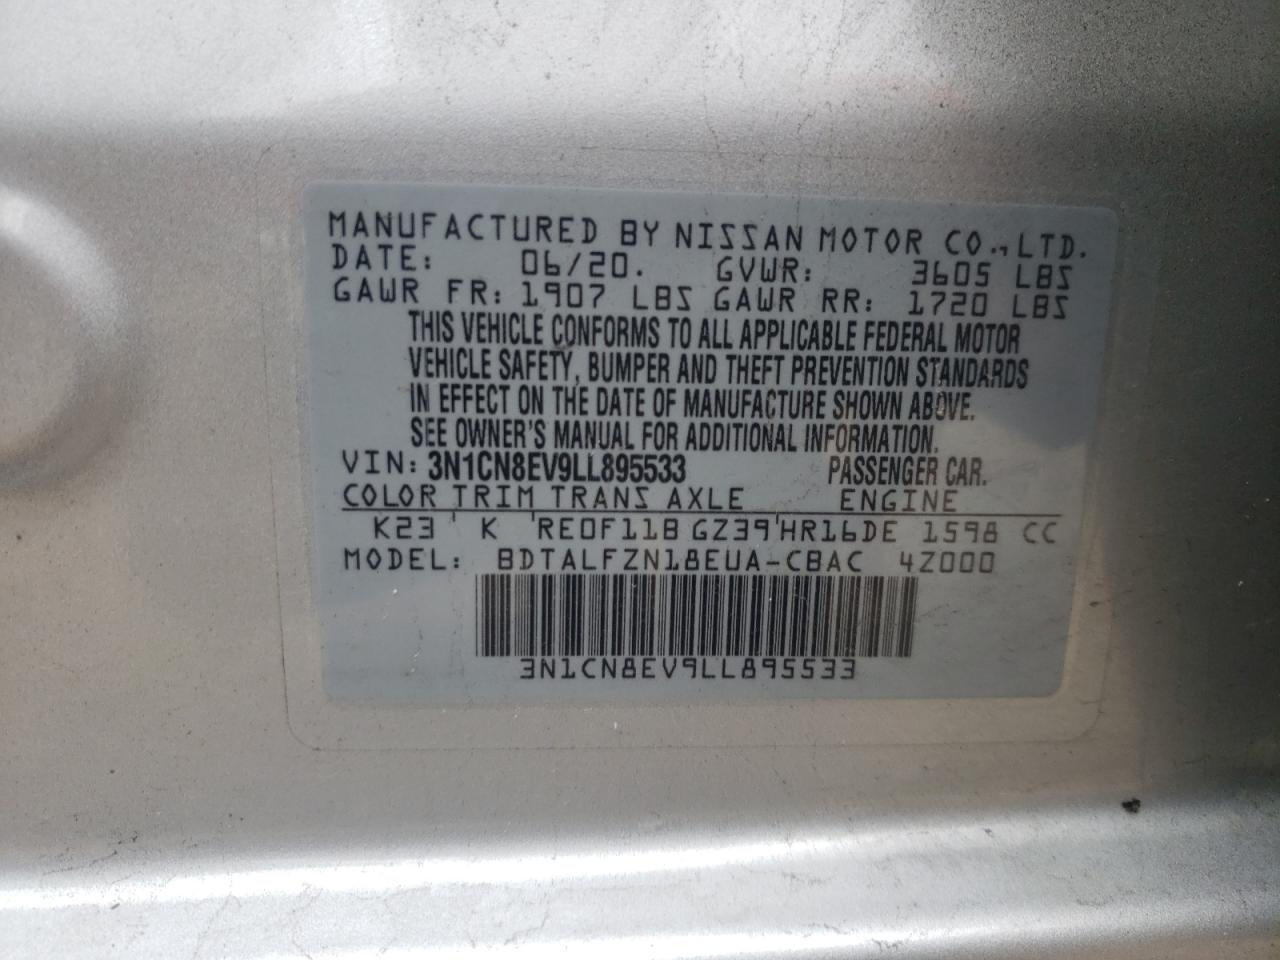 MANUFACTURED BY NISSAN MOTOR CO., LTD.
DATE: 06/20. GVWR: 3605 LBS
GAWR FR: 1907 LBS GAWR RR: 1720 LBS
THIS VEHICLE CONFORMS TO ALL APPLICABLE FEDERAL MOTOR
VEHICLE SAFETY, BUMPER AND THEFT PREVENTION STANDARDS
IN EFFECT ON THE DATE OF MANUFACTURE SHOWN ABOVE.
SEE OWNER'S MANUAL FOR ADDITIONAL INFORMATION.
VIN: 3N1CN8EV9LL895533 PASSENGER CAR.
COLOR TRIM TRANS AXLE ENGINE
K23 ' K 'RE0F11B GZ39'HR16DE 1598 CC
MODEL: BDTALFZN18EUA-CBAC 4Z000
3N1CN8EV9LL895533